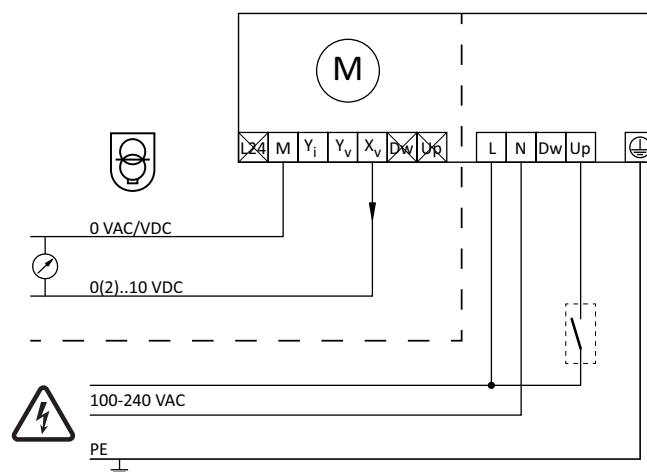 M
L24 M Yi Yv Xv Dw Up L N Dw Up
0 VAC/VDC
0(2)..10 VDC
100-240 VAC
PE